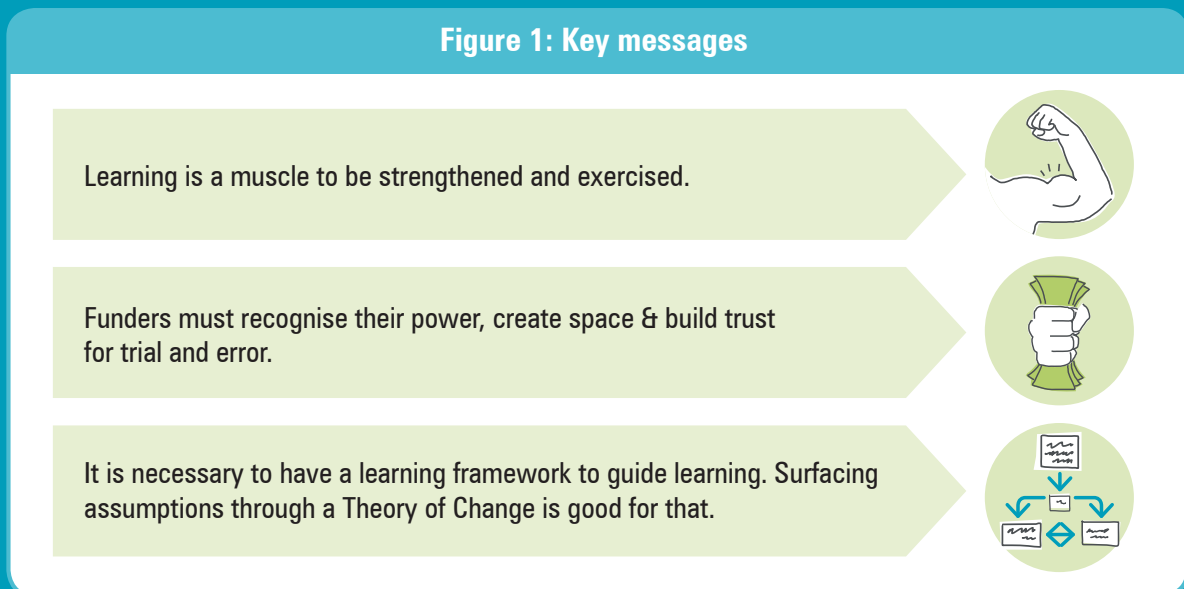 Figure 1: Key messages
Learning is a muscle to be strengthened and exercised.
Funders must recognise their power, create space & build trust
for trial and error.
It is necessary to have a learning framework to guide learning. Surfacing
assumptions through a Theory of Change is good for that.